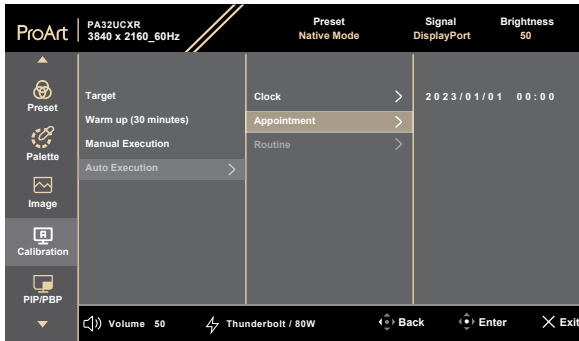 ProArt
PA32UCXR
3840 x 2160_60Hz
Preset
Native Mode
Signal
DisplayPort
Brightness
50
Preset
Palette
Image
Calibration
PIP/PBP
Target
Warm up (30 minutes)
Manual Execution
Auto Execution
Clock
Appointment
Routine
2023/01/01 00:00
Volume 50
Thunderbolt / 80W
Back
Enter
Exit